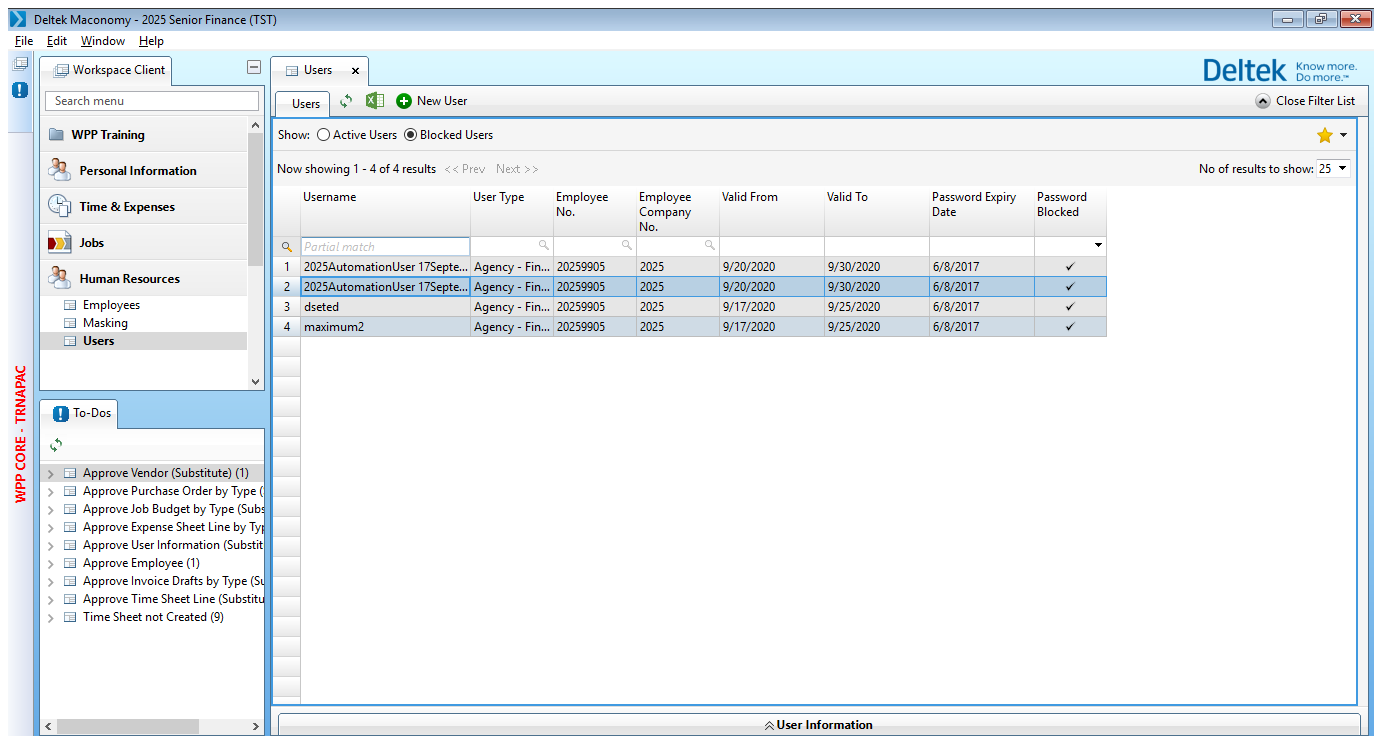 Deltek Maconomy - 2025 Senior Finance (TST)
File Edit Window Help
Workspace Client
Search menu
WPP Training
Personal Information
Time & Expenses
Jobs
Human Resources
Employees
Masking
Users
WPP CORE - TRNAPAC
To-Dos
Approve Vendor (Substitute) (1)
Approve Purchase Order by Type (
Approve Job Budget by Type (Subs
Approve Expense Sheet Line by Typ
Approve User Information (Substit
Approve Employee (1)
Approve Invoice Drafts by Type (Su
Approve Time Sheet Line (Substitu
Time Sheet not Created (9)
Users
Deltek Know more.
Do more.™
Users New User Close Filter List
Show: Active Users Blocked Users
Now showing 1 - 4 of 4 results << Prev Next >> No of results to show: 25
Username User Type Employee No. Employee Company No. Valid From Valid To Password Expiry Date Password Blocked
Partial match
1 2025AutomationUser 17Septe... Agency - Fin... 20259905 2025 9/20/2020 9/30/2020 6/8/2017 ✓
2 2025AutomationUser 17Septe... Agency - Fin... 20259905 2025 9/20/2020 9/30/2020 6/8/2017 ✓
3 dseted Agency - Fin... 20259905 2025 9/17/2020 9/25/2020 6/8/2017 ✓
4 maximum2 Agency - Fin... 20259905 2025 9/17/2020 9/25/2020 6/8/2017 ✓
User Information